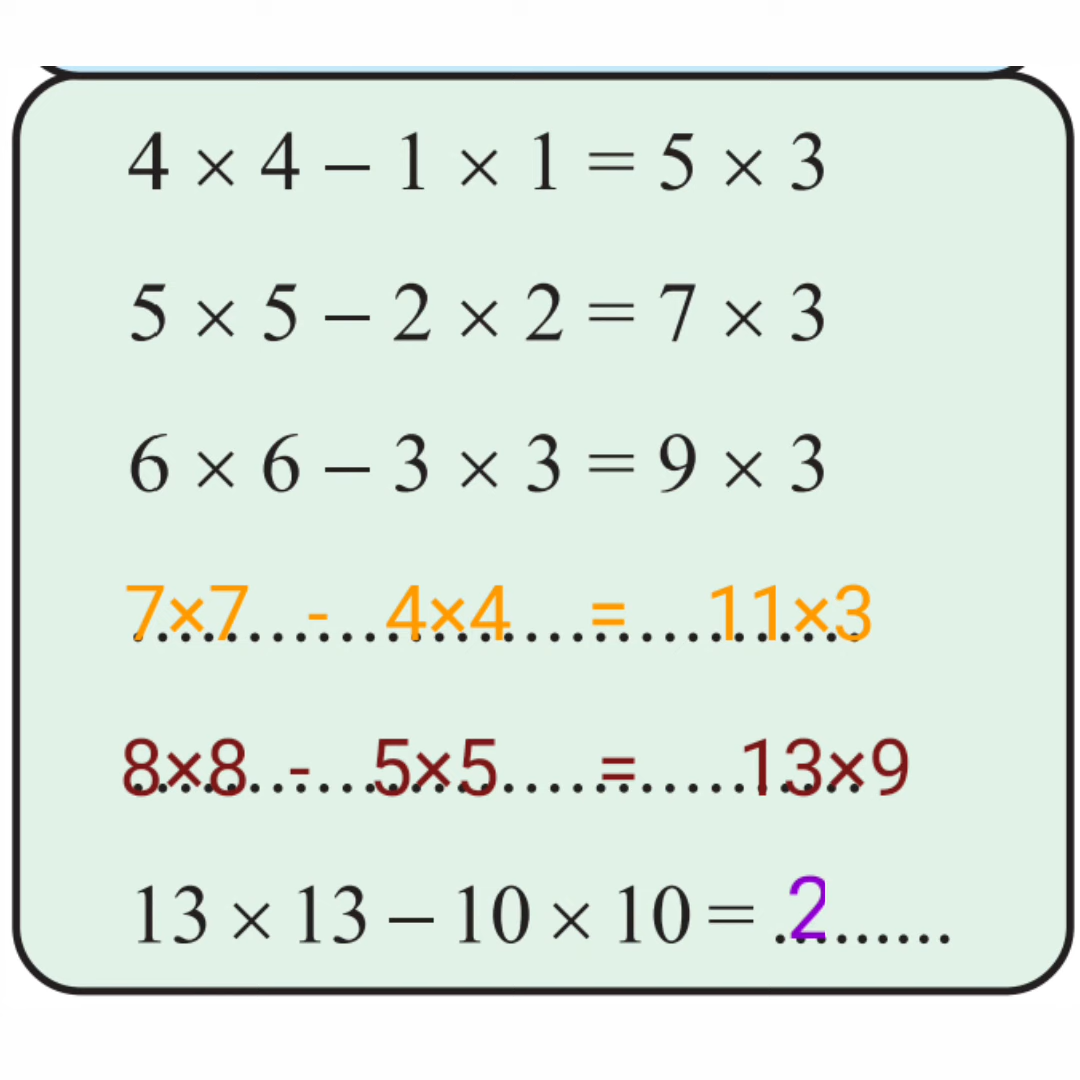 4 × 4 – 1 × 1 = 5 × 3
5 × 5 – 2 × 2 = 7 × 3
6 × 6 – 3 × 3 = 9 × 3
7×7 - 4×4 = 11×3
8×8 - 5×5 = 13×9
13 × 13 – 10 × 10 = 2